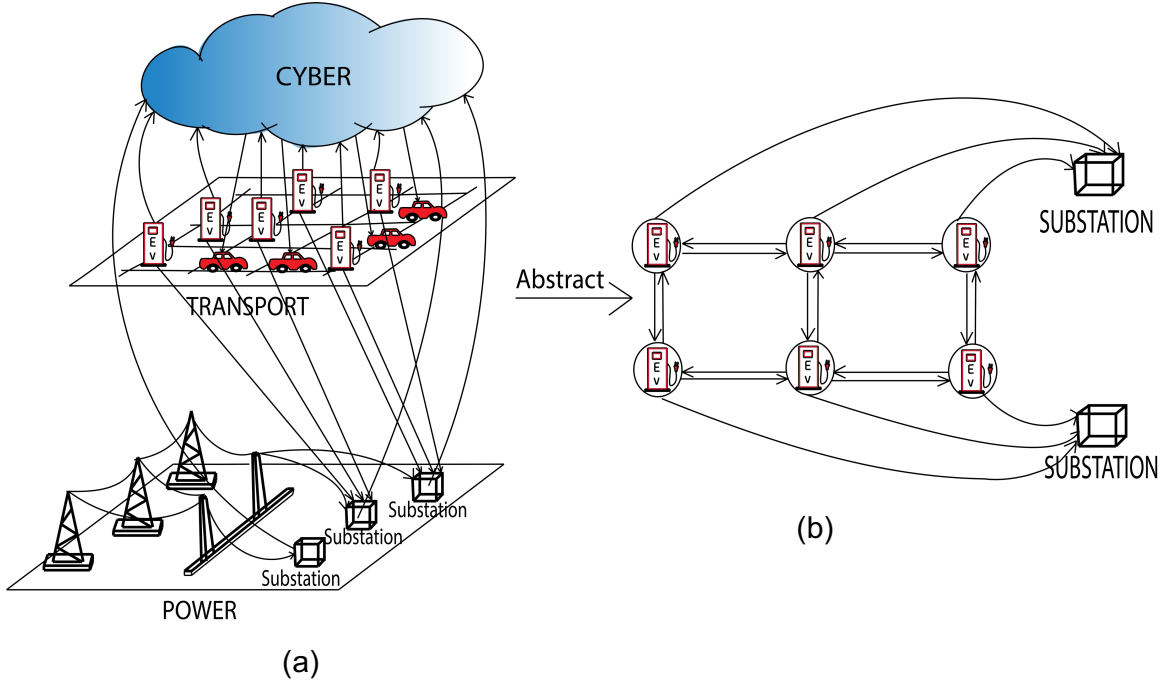 CYBER
E
V
E
V
E
V
E
V
E
V
E
V
TRANSPORT
Substation
Substation
Substation
POWER
(a)
Abstract
SUBSTATION
E
V
E
V
E
V
E
V
E
V
E
V
SUBSTATION
(b)